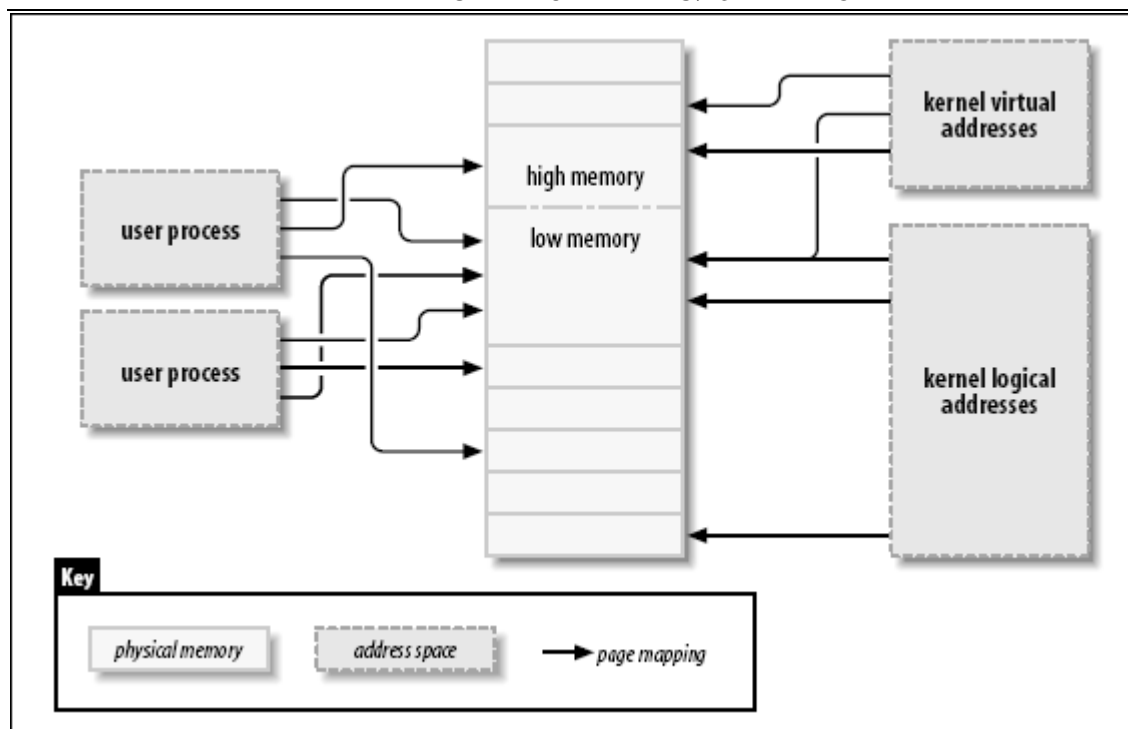 kernel virtual
addresses
high memory
user process
low memory
user process
kernel logical
addresses
Key
physical memory
address space
page mapping